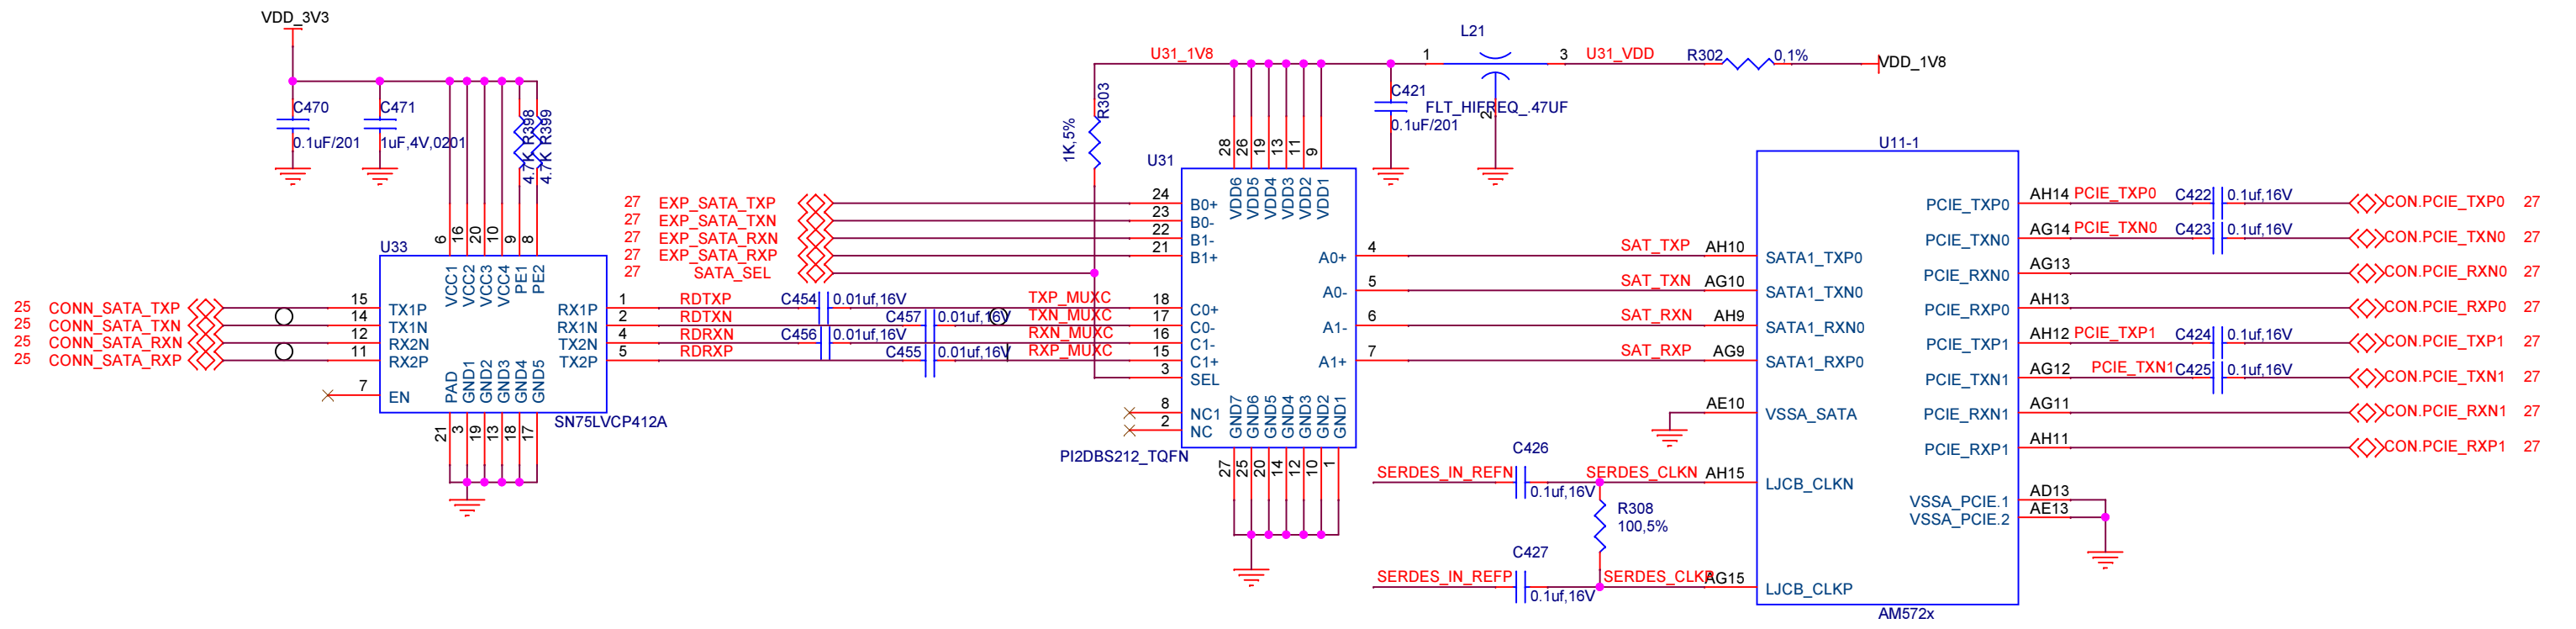 VDD_3V3
C470
0.1uF/201
C471
1uF,4V,0201
4.7K R398
4.7K R399
6
16
20
10
9
8
U33
VCC1
VCC2
VCC3
VCC4
PE1
PE2
25 CONN_SATA_TXP
25 CONN_SATA_TXN
25 CONN_SATA_RXN
25 CONN_SATA_RXP
15 TX1P
14 TX1N
12 RX2N
11 RX2P
7 EN
RX1P 1
RX1N 2
TX2N 4
TX2P 5
PAD
GND1
GND2
GND3
GND4
GND5
21
3
19
13
18
17
SN75LVCP412A
RDTXP
RDTXN
RDRXN
RDRXP
C454 0.01uf,16V
C457 0.01uf,16V
C456 0.01uf,16V
C455 0.01uf,16V
TXP_MUXC
TXN_MUXC
RXN_MUXC
RXP_MUXC
27 EXP_SATA_TXP
27 EXP_SATA_TXN
27 EXP_SATA_RXN
27 EXP_SATA_RXP
27 SATA_SEL
U31_1V8
R303
1K,5%
U31
28
26
19
13
11
9
VDD6
VDD5
VDD4
VDD3
VDD2
VDD1
24 B0+
23 B0-
22 B1-
21 B1+
18 C0+
17 C0-
16 C1-
15 C1+
3 SEL
8 NC1
2 NC
A0+ 4
A0- 5
A1- 6
A1+ 7
GND7
GND6
GND5
GND4
GND3
GND2
GND1
27
25
20
14
12
10
1
PI2DBS212_TQFN
C421
0.1uF/201
L21
1
3
2
FLT_HIFREQ_.47UF
U31_VDD
R302 0,1%
VDD_1V8
SAT_TXP AH10
SAT_TXN AG10
SAT_RXN AH9
SAT_RXP AG9
AE10
U11-1
SATA1_TXP0
SATA1_TXN0
SATA1_RXN0
SATA1_RXP0
VSSA_SATA
LJCB_CLKN
LJCB_CLKP
C426
SERDES_IN_REFN
0.1uf,16V
SERDES_CLKN AH15
R308
100,5%
C427
SERDES_IN_REFP
0.1uf,16V
SERDES_CLKP AG15
PCIE_TXP0 AH14 PCIE_TXP0 C422 0.1uf,16V CON.PCIE_TXP0 27
PCIE_TXN0 AG14 PCIE_TXN0 C423 0.1uf,16V CON.PCIE_TXN0 27
PCIE_RXN0 AG13 CON.PCIE_RXN0 27
PCIE_RXP0 AH13 CON.PCIE_RXP0 27
PCIE_TXP1 AH12 PCIE_TXP1 C424 0.1uf,16V CON.PCIE_TXP1 27
PCIE_TXN1 AG12 PCIE_TXN1 C425 0.1uf,16V CON.PCIE_TXN1 27
PCIE_RXN1 AG11 CON.PCIE_RXN1 27
PCIE_RXP1 AH11 CON.PCIE_RXP1 27
VSSA_PCIE.1 AD13
VSSA_PCIE.2 AE13
AM572x